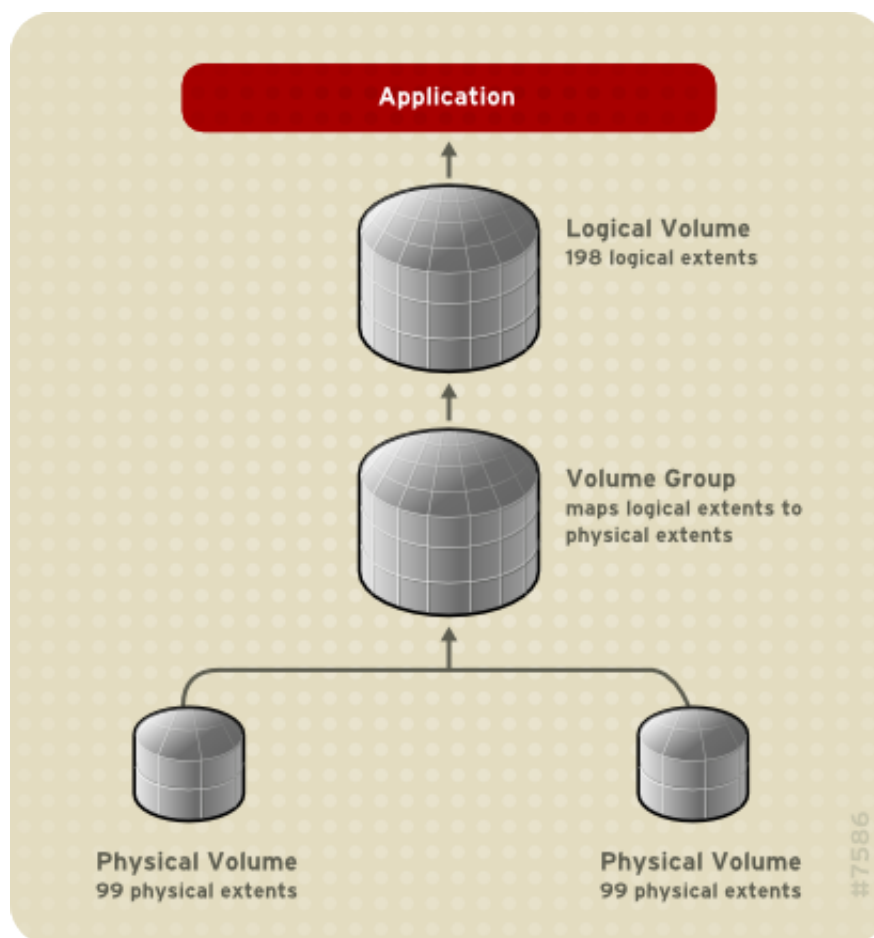 Application
Logical Volume
198 logical extents
Volume Group
maps logical extents to
physical extents
Physical Volume
99 physical extents
Physical Volume
99 physical extents
#7586